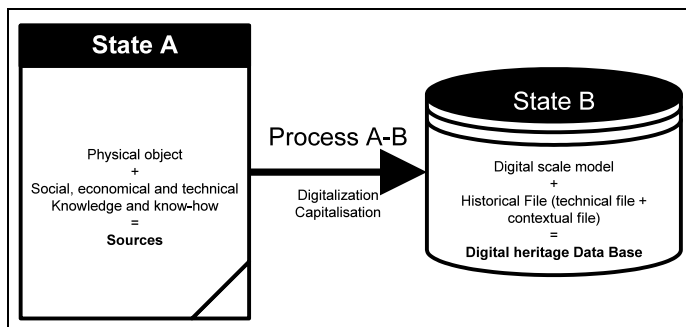 State A
Physical object
+
Social, economical and technical
Knowledge and know-how
=
Sources
Process A-B
Digitalization
Capitalisation
State B
Digital scale model
+
Historical File (technical file +
contextual file)
=
Digital heritage Data Base